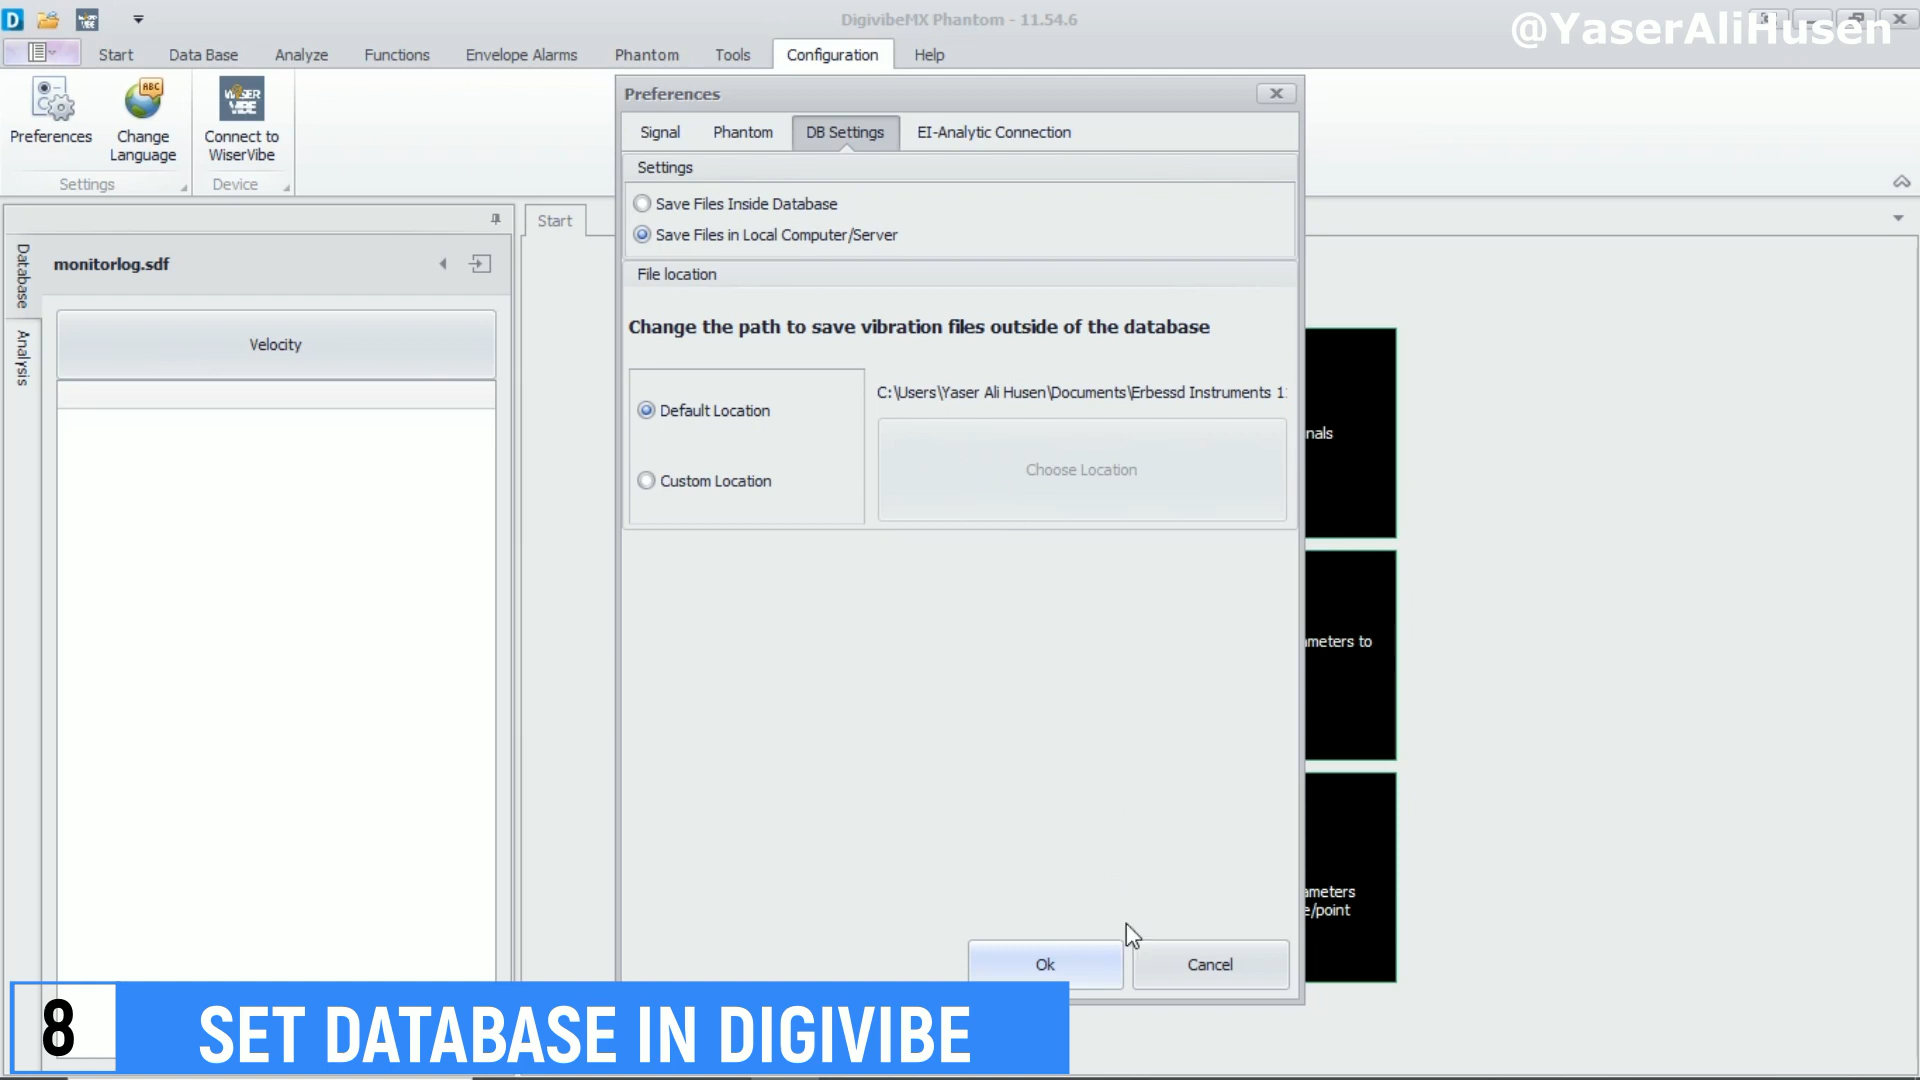 DigivibeMX Phantom - 11.54.6
@YaserAliHusen
Start
Data Base
Analyze
Functions
Envelope Alarms
Phantom
Tools
Configuration
Help
Preferences
Change
Language
Connect to
WiserVibe
Settings
Device
Database
Analysis
monitorlog.sdf
Velocity
Start
Preferences
Signal
Phantom
DB Settings
EI-Analytic Connection
Settings
Save Files Inside Database
Save Files in Local Computer/Server
File location
Change the path to save vibration files outside of the database
Default Location
Custom Location
C:\Users\Yaser Ali Husen\Documents\Erbessd Instruments 1
Choose Location
nals
meters to
ameters
e/point
Ok
Cancel
8
SET DATABASE IN DIGIVIBE